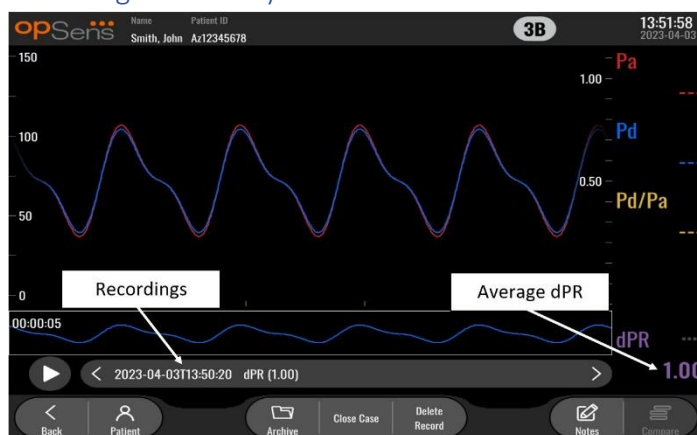 opSens
Name Patient ID
Smith, John Az12345678
3B
13:51:58
2023-04-03
150
100
50
0
1.00
0.50
Pa
---
Pd
---
Pd/Pa
---
Recordings
Average dPR
00:00:05
dPR
---
1.00
< 2023-04-03T13:50:20 dPR (1.00) >
Back
Patient
Archive
Close Case
Delete
Record
Notes
Compare